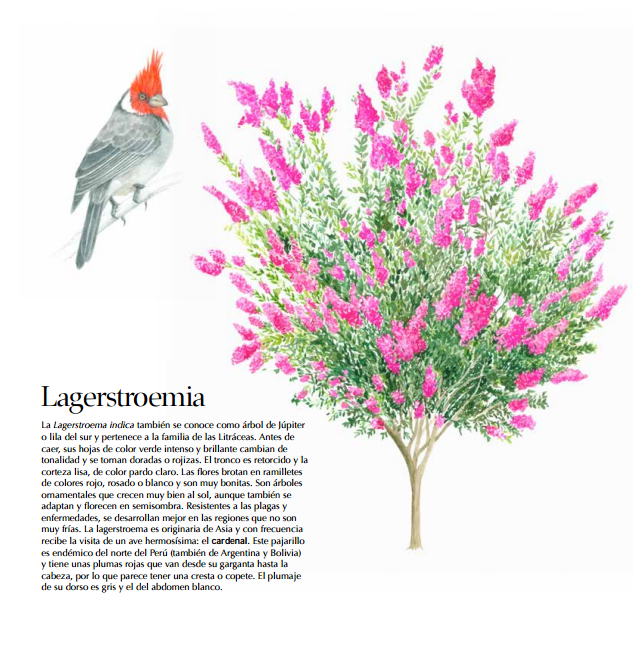 Lagerstroemia
La Lagerstroema indica también se conoce como árbol de Júpiter
o lila del sur y pertenece a la familia de las Litráceas. Antes de
caer, sus hojas de color verde intenso y brillante cambian de
tonalidad y se toman doradas o rojizas. El tronco es retorcido y la
corteza lisa, de color pardo claro. Las flores brotan en ramilletes
de colores rojo, rosado o blanco y son muy bonitas. Son árboles
ornamentales que crecen muy bien al sol, aunque también se
adaptan y florecen en semisombra. Resistentes a las plagas y
enfermedades, se desarrollan mejor en las regiones que no son
muy frías. La lagerstroema es originaria de Asia y con frecuencia
recibe la visita de un ave hermosísima: el cardenal. Este pajarillo
es endémico del norte del Perú (también de Argentina y Bolivia)
y tiene unas plumas rojas que van desde su garganta hasta la
cabeza, por lo que parece tener una cresta o copete. El plumaje
de su dorso es gris y el del abdomen blanco.